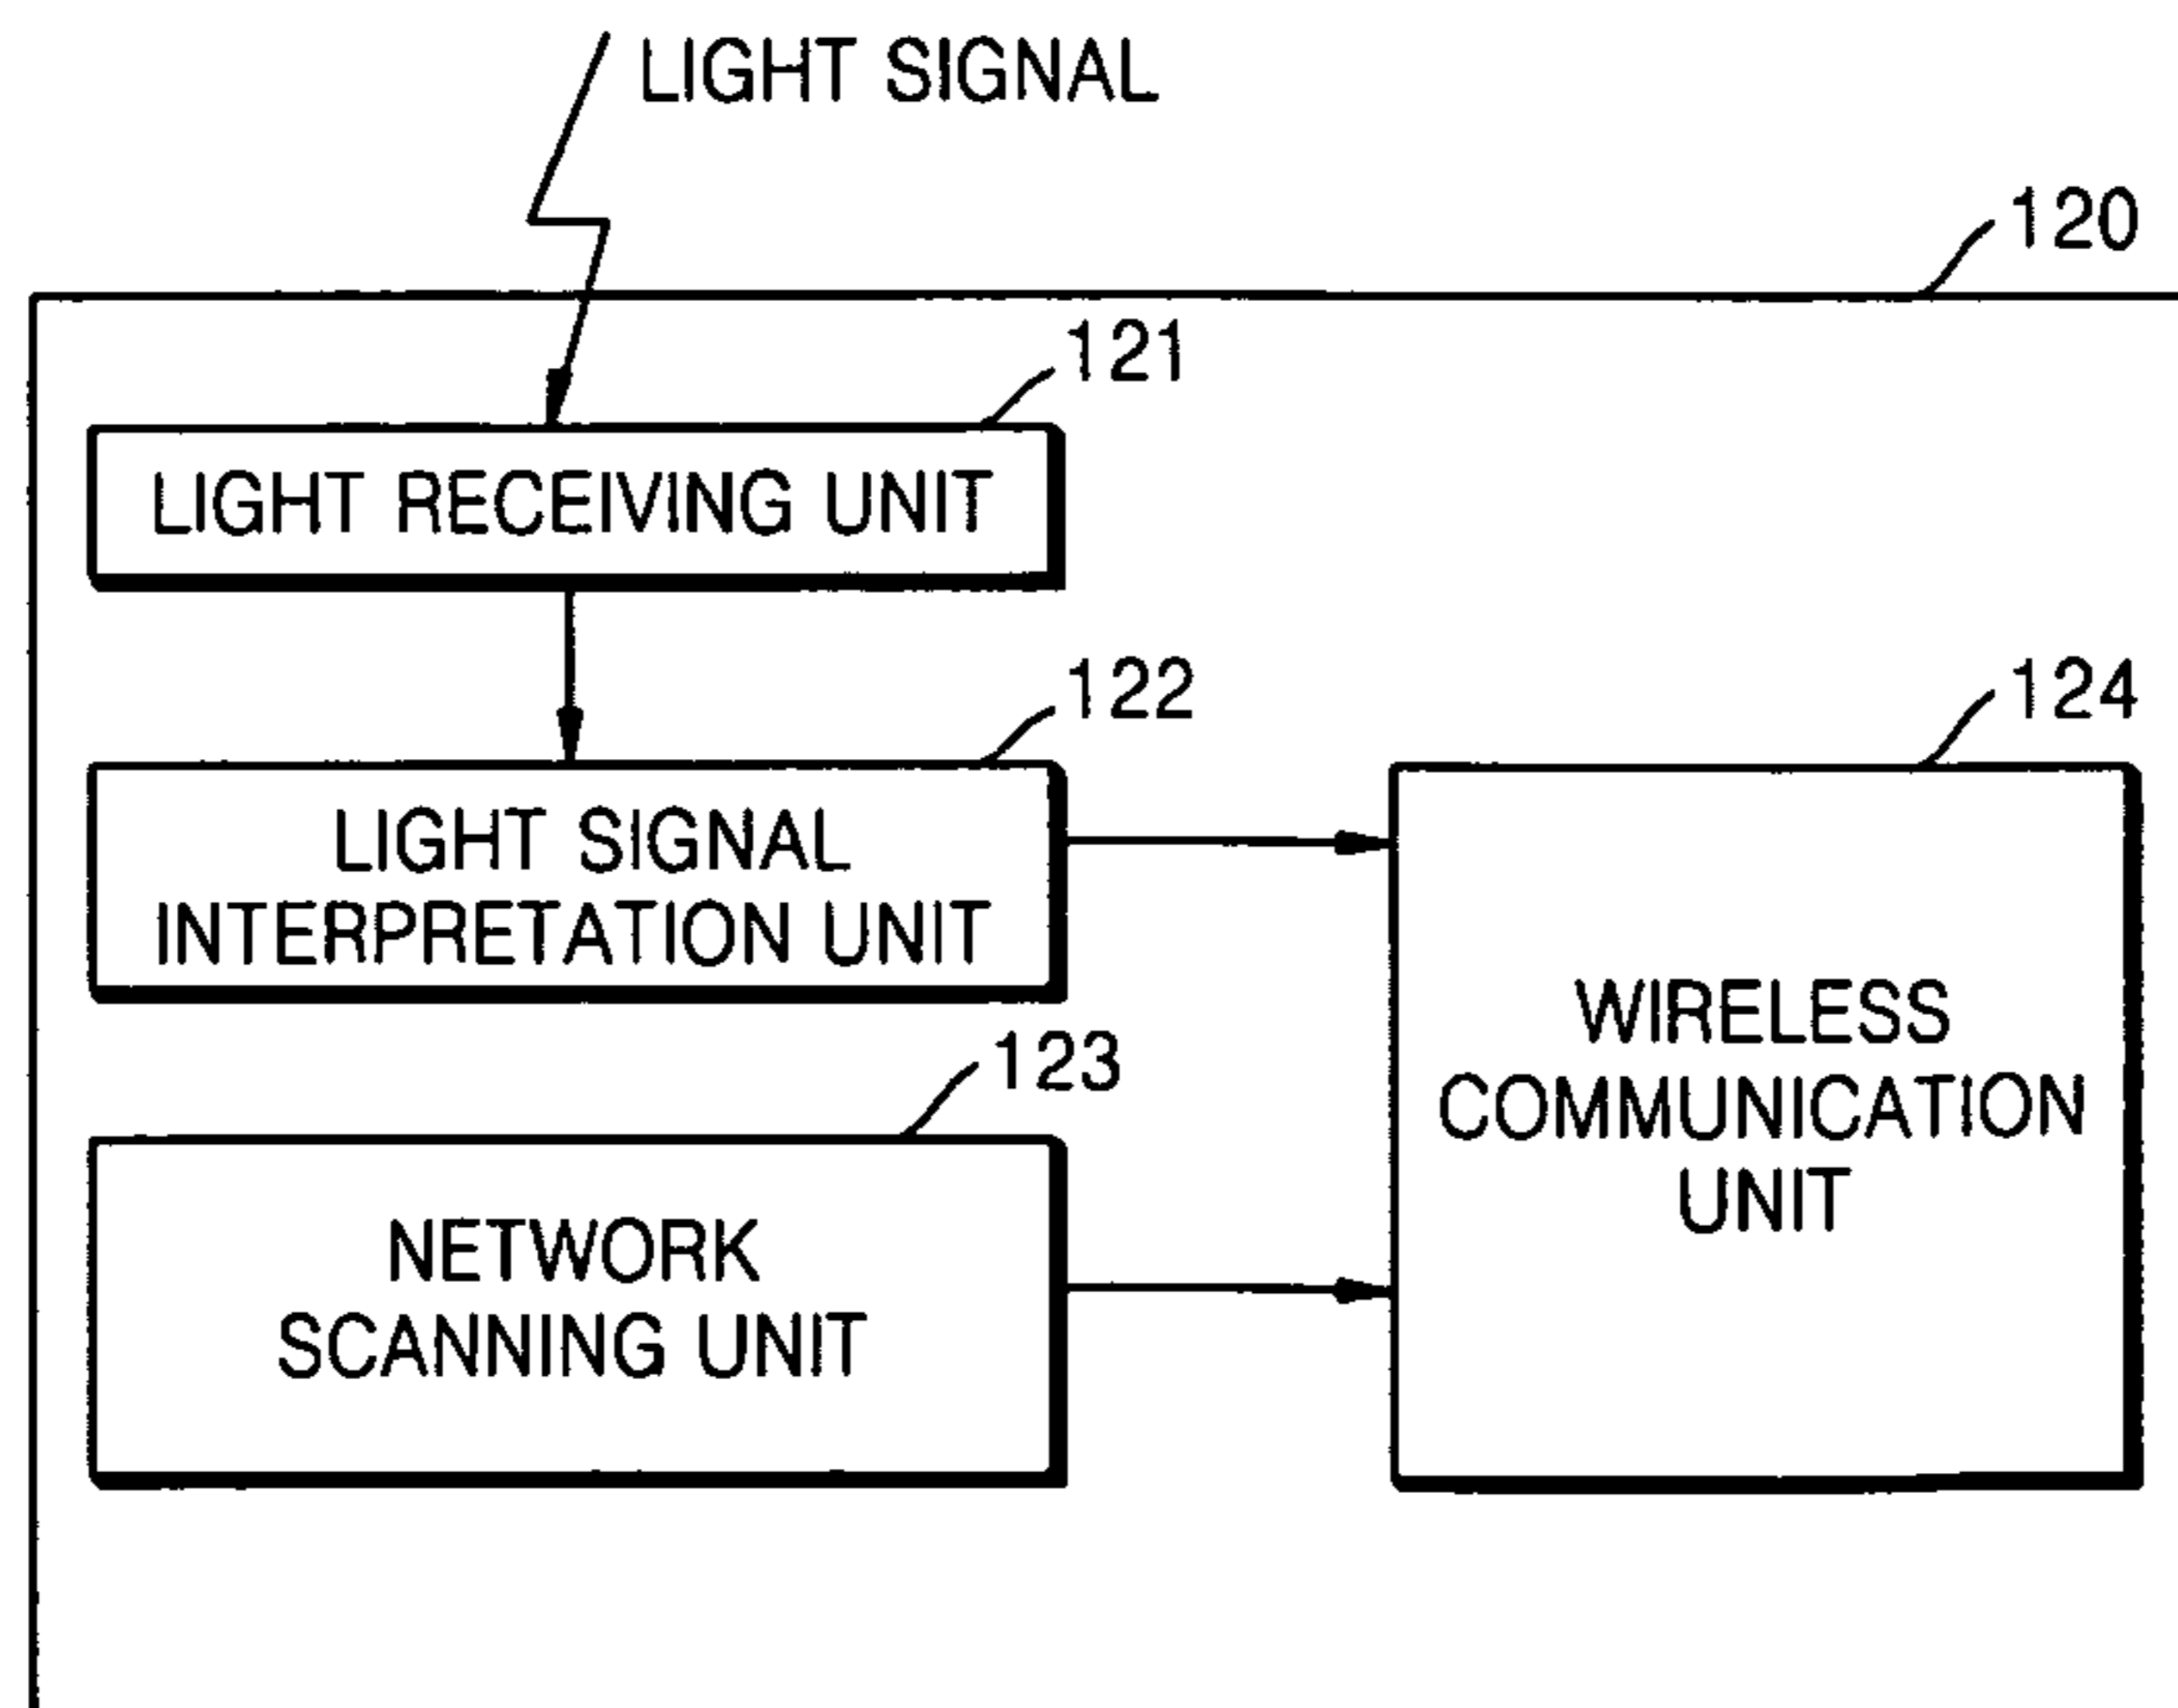 LIGHT SIGNAL
120
121
LIGHT RECEIVING UNIT
122
124
LIGHT SIGNAL
INTERPRETATION UNIT
123
WIRELESS
COMMUNICATION
UNIT
NETWORK
SCANNING UNIT